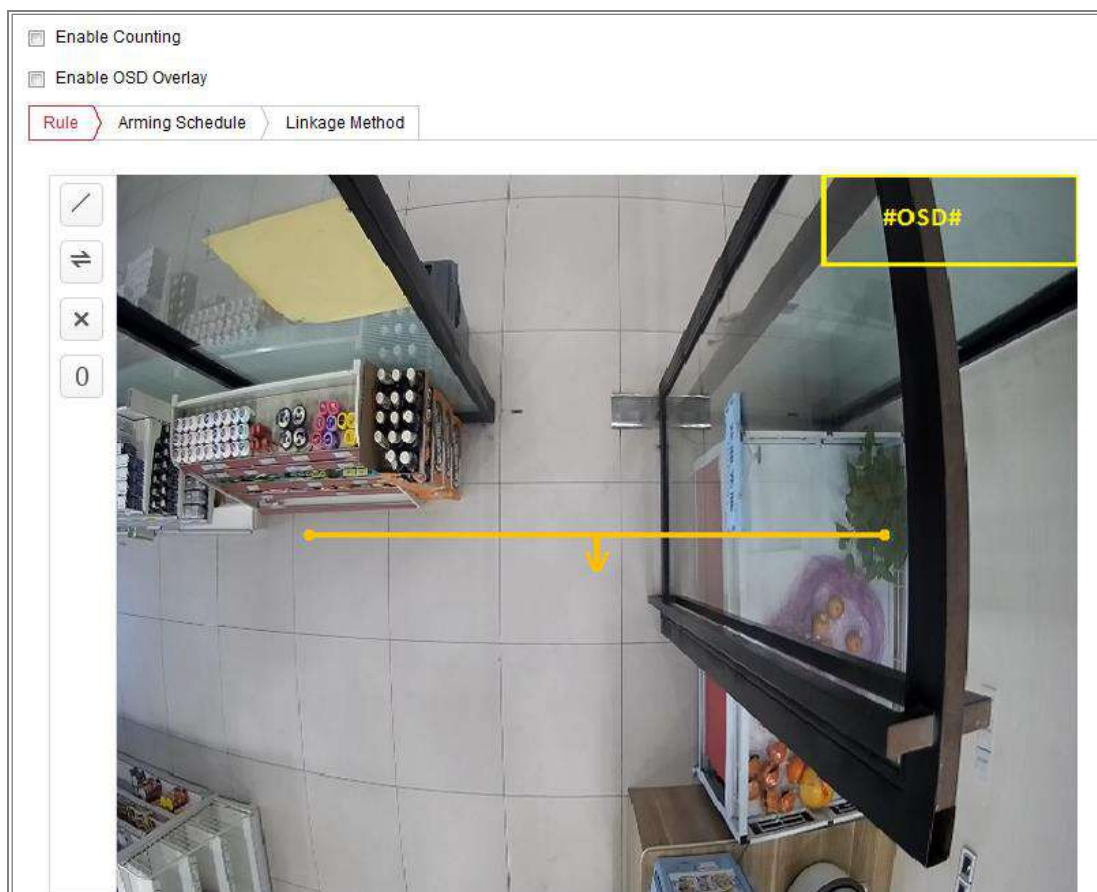 Enable Counting
Enable OSD Overlay
Rule Arming Schedule Linkage Method
#OSD#
0